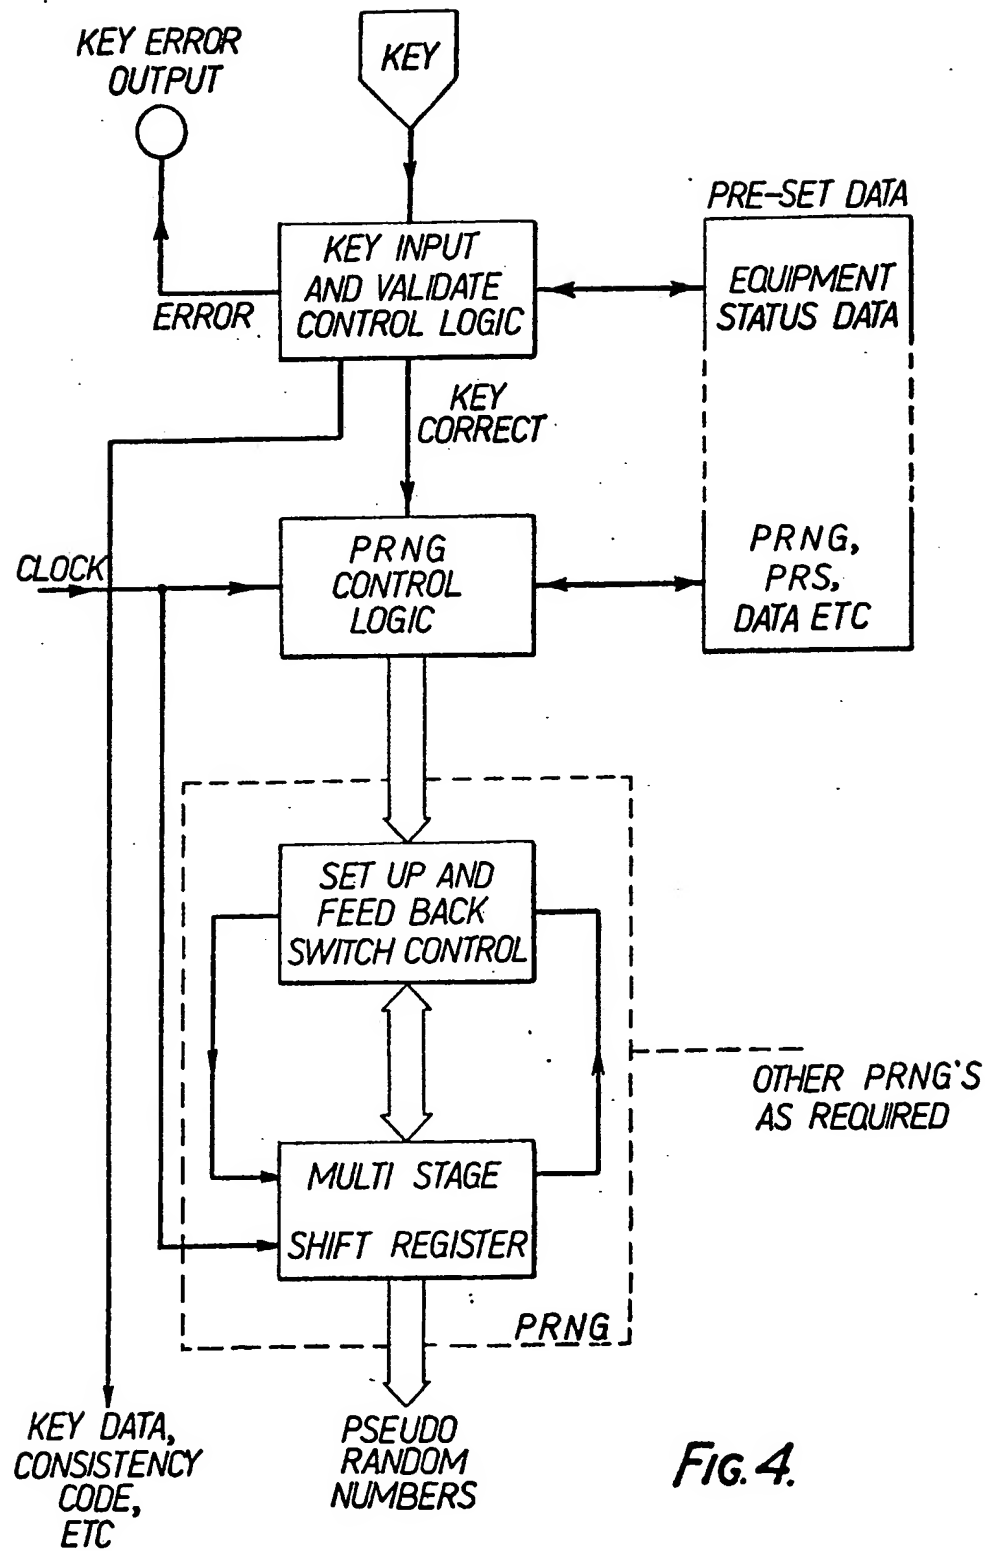 KEY ERROR
OUTPUT
KEY
PRE-SET DATA
KEY INPUT
AND VALIDATE
CONTROL LOGIC
EQUIPMENT
STATUS DATA
ERROR
KEY
CORRECT
CLOCK
PRNG
CONTROL
LOGIC
PRNG,
PRS,
DATA ETC
SET UP AND
FEED BACK
SWITCH CONTROL
OTHER PRNG'S
AS REQUIRED
MULTI STAGE
SHIFT REGISTER
PRNG
KEY DATA,
CONSISTENCY
CODE,
ETC
PSEUDO
RANDOM
NUMBERS
FIG. 4.